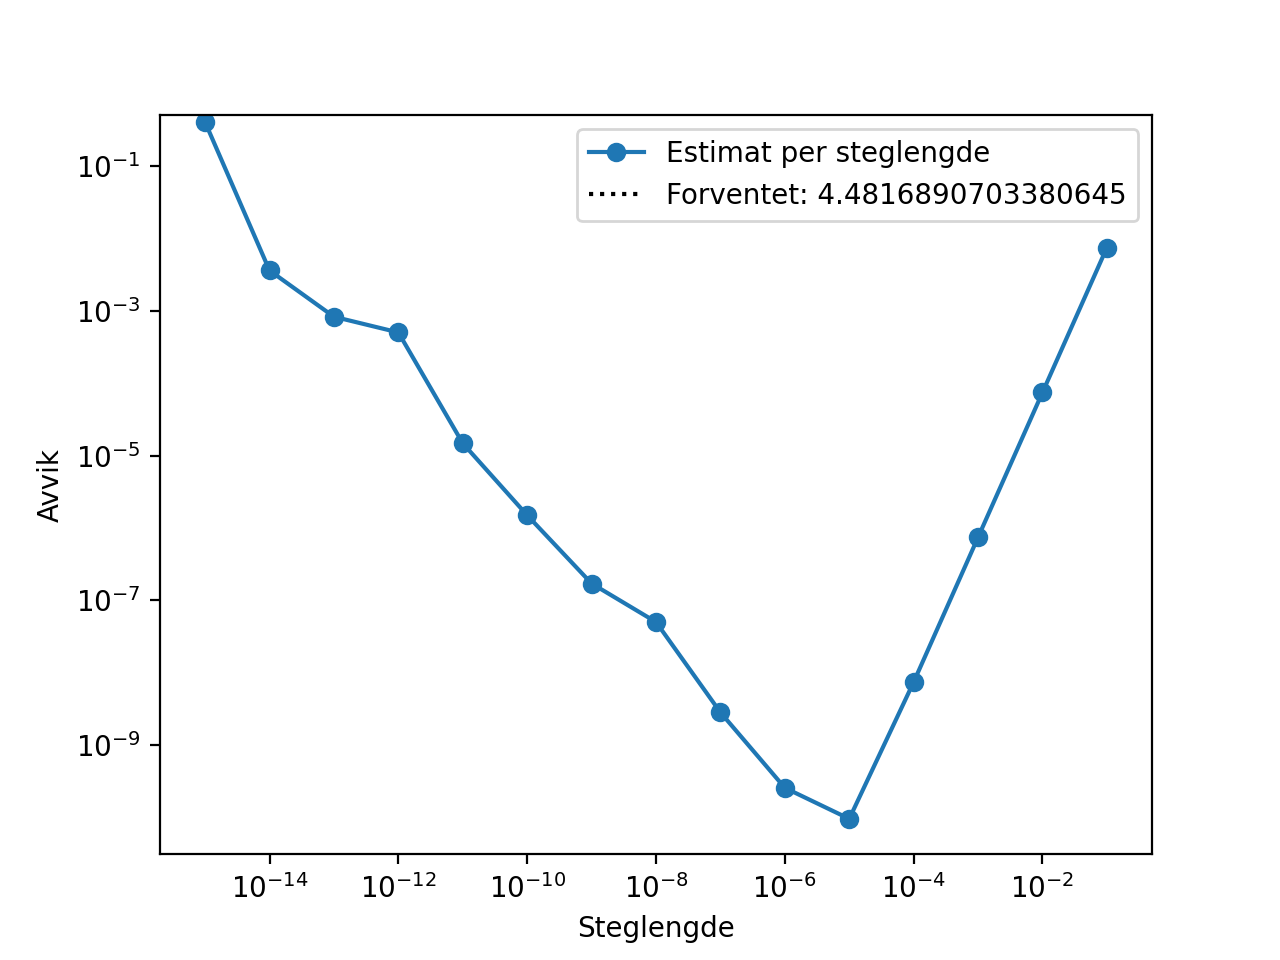 Estimat per steglengde
Forventet: 4.4816890703380645
10⁻¹
10⁻³
10⁻⁵
10⁻⁷
10⁻⁹
Avvik
10⁻¹⁴ 10⁻¹² 10⁻¹⁰ 10⁻⁸ 10⁻⁶ 10⁻⁴ 10⁻²
Steglengde